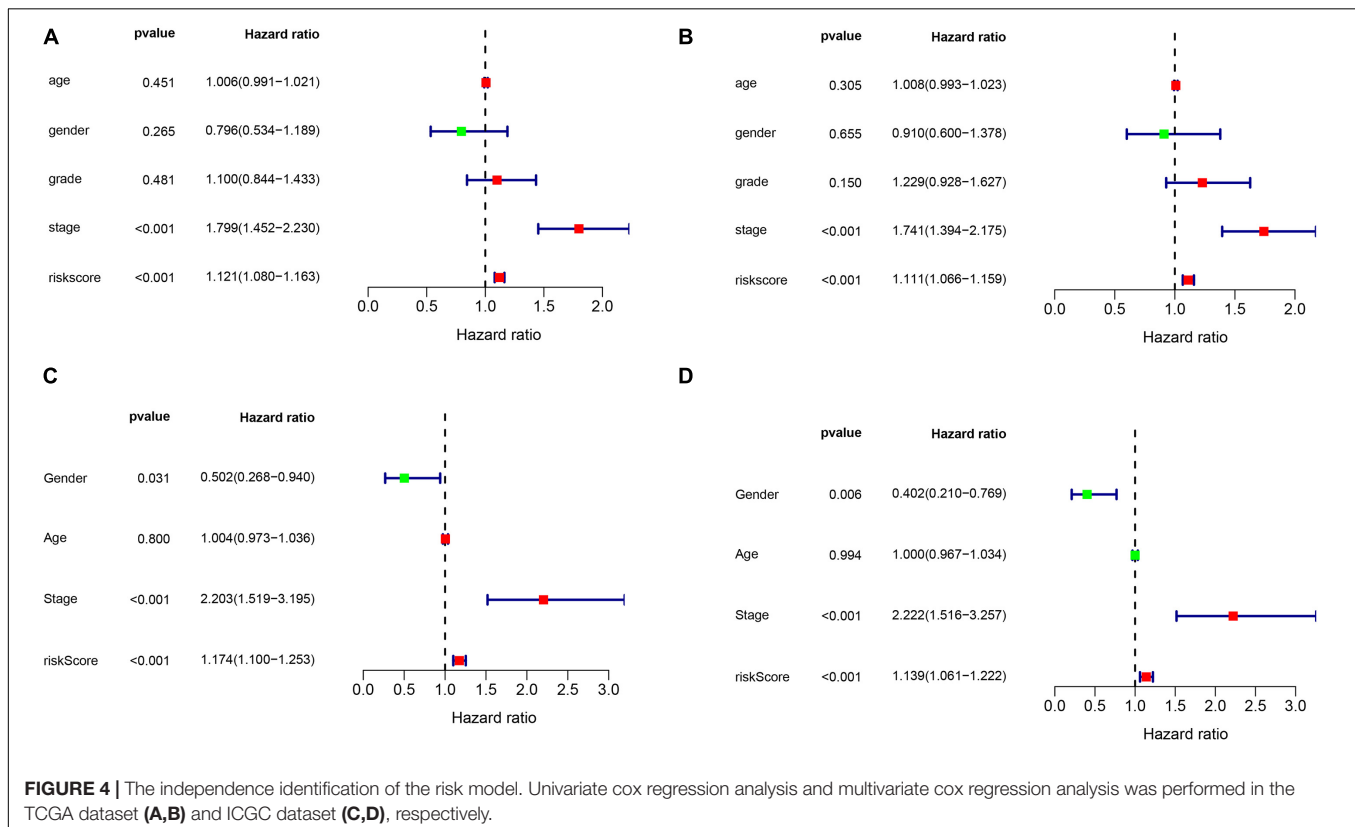 A
pvalue Hazard ratio
age 0.451 1.006(0.991−1.021)
gender 0.265 0.796(0.534−1.189)
grade 0.481 1.100(0.844−1.433)
stage <0.001 1.799(1.452−2.230)
riskscore <0.001 1.121(1.080−1.163)
0.0 0.5 1.0 1.5 2.0
Hazard ratio
B
pvalue Hazard ratio
age 0.305 1.008(0.993−1.023)
gender 0.655 0.910(0.600−1.378)
grade 0.150 1.229(0.928−1.627)
stage <0.001 1.741(1.394−2.175)
riskscore <0.001 1.111(1.066−1.159)
0.0 0.5 1.0 1.5 2.0
Hazard ratio
C
pvalue Hazard ratio
Gender 0.031 0.502(0.268−0.940)
Age 0.800 1.004(0.973−1.036)
Stage <0.001 2.203(1.519−3.195)
riskScore <0.001 1.174(1.100−1.253)
0.0 0.5 1.0 1.5 2.0 2.5 3.0
Hazard ratio
D
pvalue Hazard ratio
Gender 0.006 0.402(0.210−0.769)
Age 0.994 1.000(0.967−1.034)
Stage <0.001 2.222(1.516−3.257)
riskScore <0.001 1.139(1.061−1.222)
0.0 0.5 1.0 1.5 2.0 2.5 3.0
Hazard ratio
FIGURE 4 | The independence identification of the risk model. Univariate cox regression analysis and multivariate cox regression analysis was performed in the
TCGA dataset (A,B) and ICGC dataset (C,D), respectively.